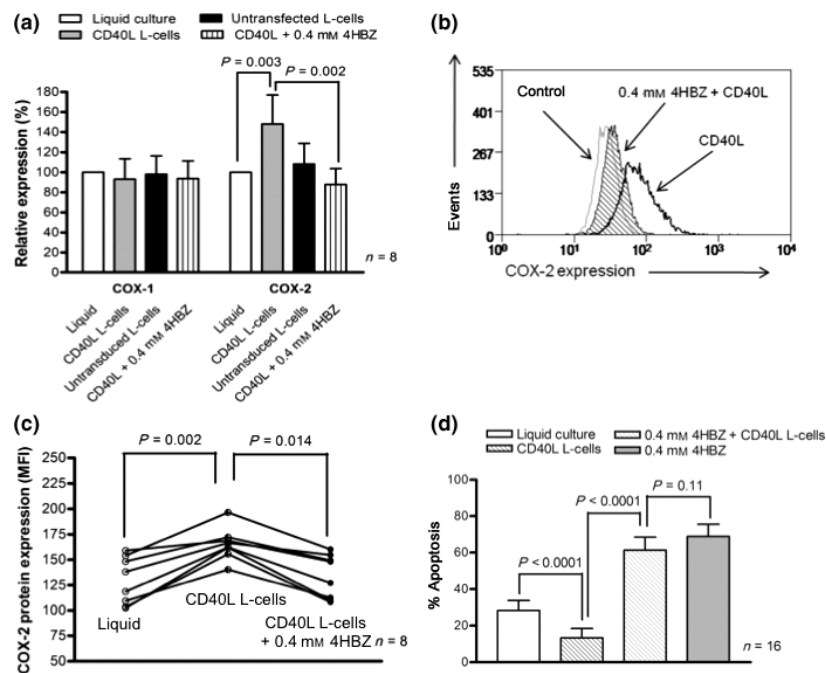 (a)
Liquid culture
CD40L L-cells
Untransfected L-cells
CD40L + 0.4 mM 4HBZ
P = 0.003
P = 0.002
Relative expression (%)
180
160
140
120
100
80
60
40
20
0
n = 8
COX-1
COX-2
Liquid
CD40L L-cells
Untransduced L-cells
CD40L + 0.4 mM 4HBZ
Liquid
CD40L L-cells
Untransduced L-cells
CD40L + 0.4 mM 4HBZ
(b)
Events
535
401
267
133
0
Control
0.4 mM 4HBZ + CD40L
CD40L
10⁰
10¹
10²
10³
10⁴
COX-2 expression
(c)
P = 0.002
P = 0.014
COX-2 protein expression (MFI)
250
225
200
175
150
125
100
75
50
Liquid
CD40L L-cells
CD40L L-cells
+ 0.4 mM 4HBZ
n = 8
(d)
Liquid culture
CD40L L-cells
0.4 mM 4HBZ + CD40L L-cells
0.4 mM 4HBZ
% Apoptosis
100
80
60
40
20
0
P < 0.0001
P < 0.0001
P = 0.11
n = 16